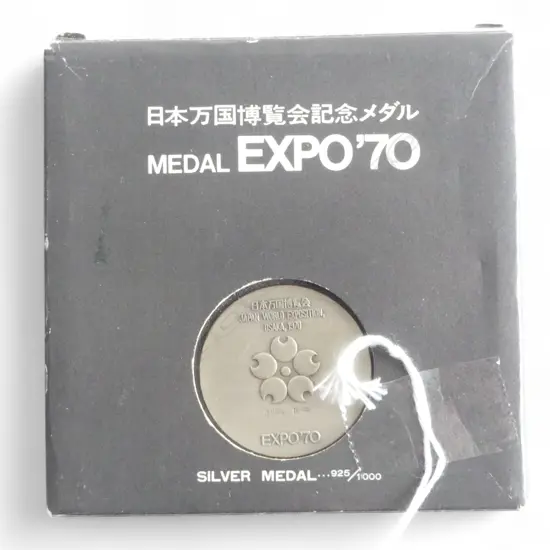 日本万国博覧会記念メダル
MEDAL EXPO'70
日本万国博覧会
JAPAN WORLD EXPOSITION
OSAKA, 1970
EXPO'70
SILVER MEDAL...925/1000